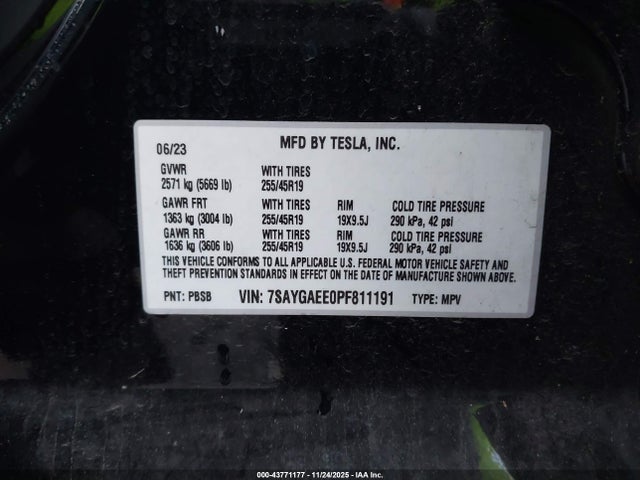 06/23 MFD BY TESLA, INC.
GVWR WITH TIRES
2571 kg (5669 lb) 255/45R19
GAWR FRT WITH TIRES RIM COLD TIRE PRESSURE
1363 kg (3004 lb) 255/45R19 19X9.5J 290 kPa, 42 psi
GAWR RR WITH TIRES RIM COLD TIRE PRESSURE
1636 kg (3606 lb) 255/45R19 19X9.5J 290 kPa, 42 psi
THIS VEHICLE CONFORMS TO ALL APPLICABLE U.S. FEDERAL MOTOR VEHICLE SAFETY AND
THEFT PREVENTION STANDARDS IN EFFECT ON THE DATE OF MANUFACTURE SHOWN ABOVE.
PNT: PBSB VIN: 7SAYGAEE0PF811191 TYPE: MPV
000-43771177 - 11/24/2025 - IAA Inc.